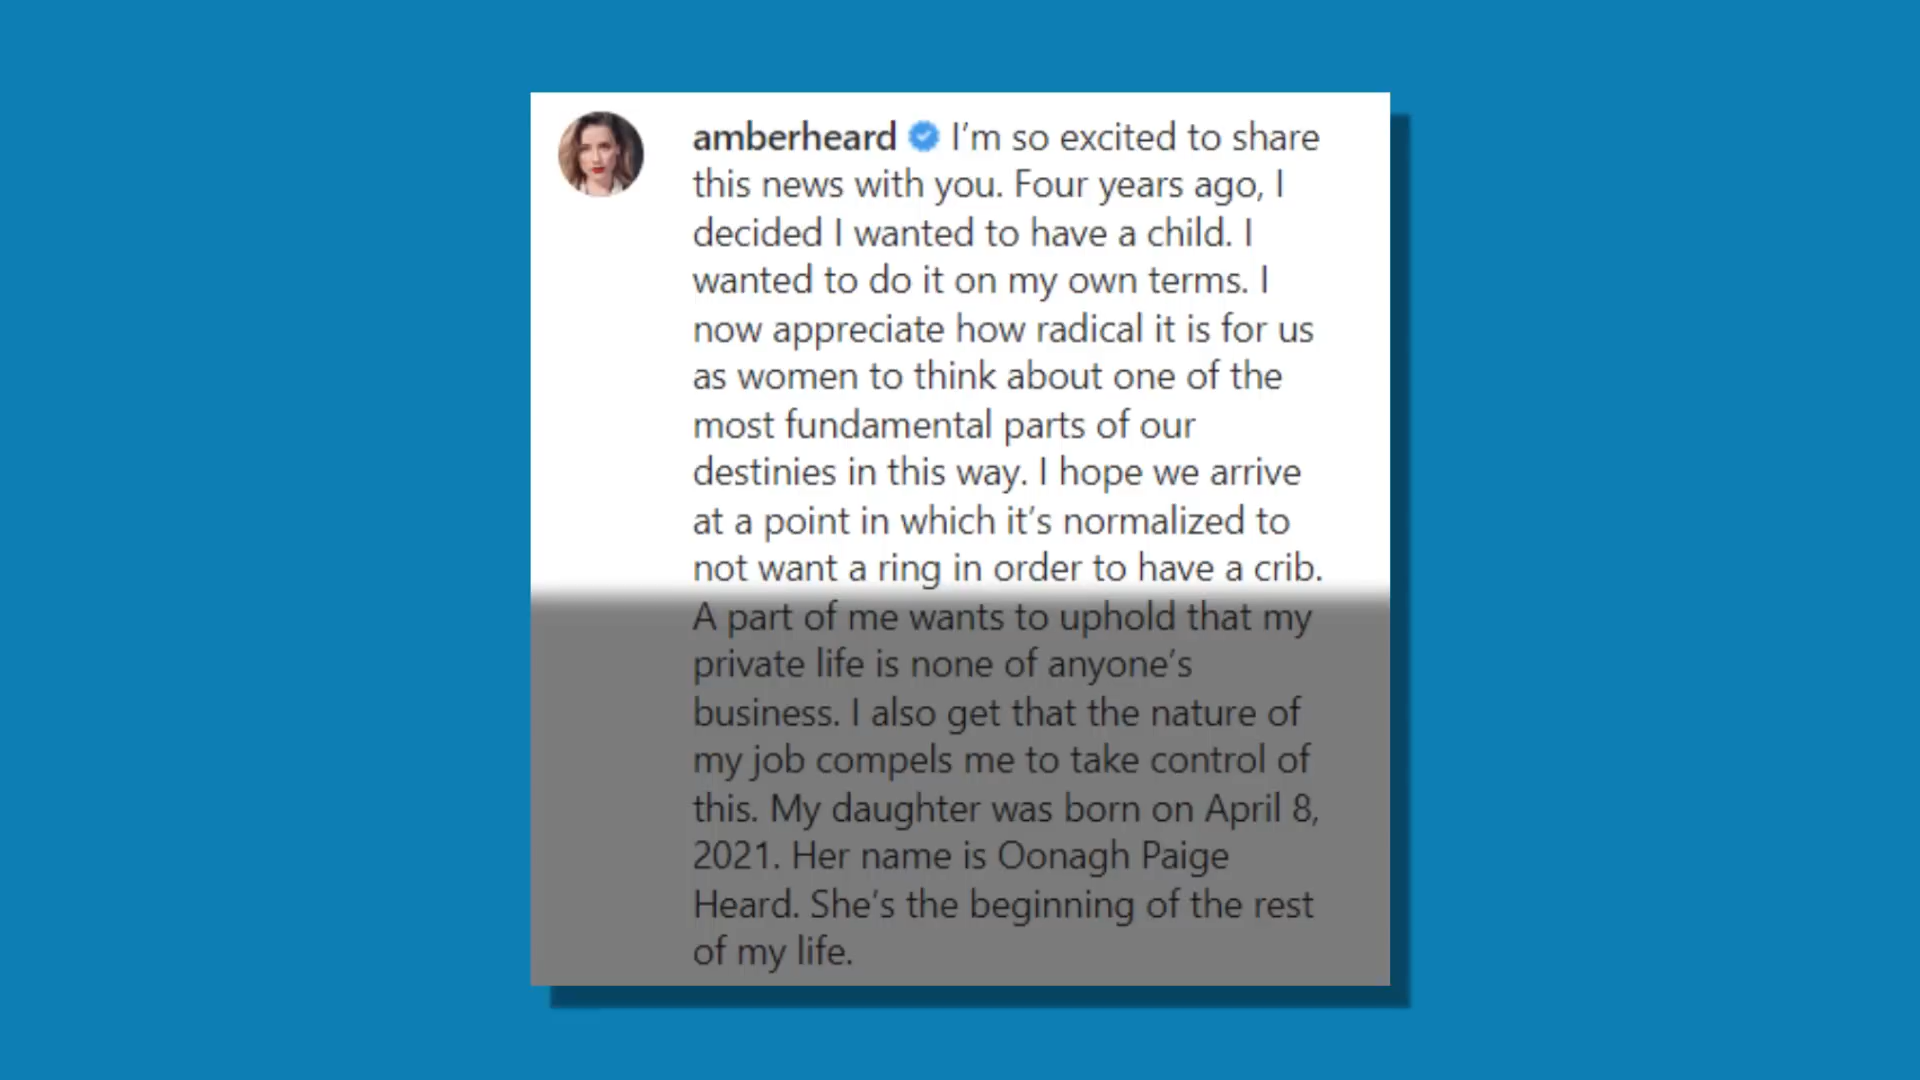 amberheard I’m so excited to share
this news with you. Four years ago, I
decided I wanted to have a child. I
wanted to do it on my own terms. I
now appreciate how radical it is for us
as women to think about one of the
most fundamental parts of our
destinies in this way. I hope we arrive
at a point in which it’s normalized to
not want a ring in order to have a crib.
A part of me wants to uphold that my
private life is none of anyone’s
business. I also get that the nature of
my job compels me to take control of
this. My daughter was born on April 8,
2021. Her name is Oonagh Paige
Heard. She’s the beginning of the rest
of my life.